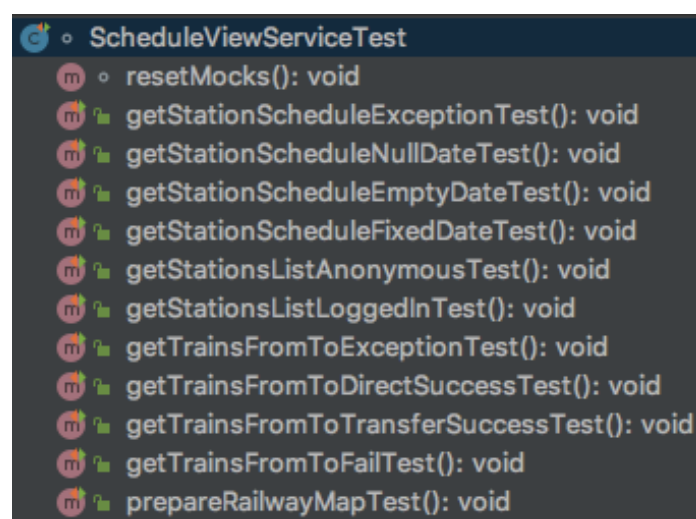 ScheduleViewServiceTest
resetMocks(): void
getStationScheduleExceptionTest(): void
getStationScheduleNullDateTest(): void
getStationScheduleEmptyDateTest(): void
getStationScheduleFixedDateTest(): void
getStationsListAnonymousTest(): void
getStationsListLoggedInTest(): void
getTrainsFromToExceptionTest(): void
getTrainsFromToDirectSuccessTest(): void
getTrainsFromToTransferSuccessTest(): void
getTrainsFromToFailTest(): void
prepareRailwayMapTest(): void